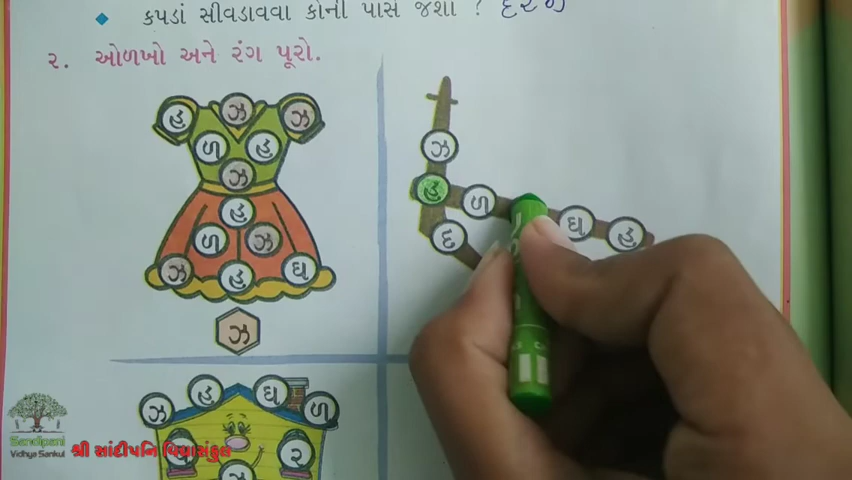 કપડાં સીવડાવવા કોની પાસે જશો ? દરજી
૨. ઓળખો અને રંગ પૂરો.
હ ઝ ઝ
ળ હ
ઝ
હ
ળ ઝ
ઝ હ ઘ
ઝ
ઝ
હ ળ ઘ હ
દ
ઝ હ ઘ ળ
ર
Sandipani
Vidhya Sankul
શ્રી સાંદીપનિ વિદ્યાસંકુલ